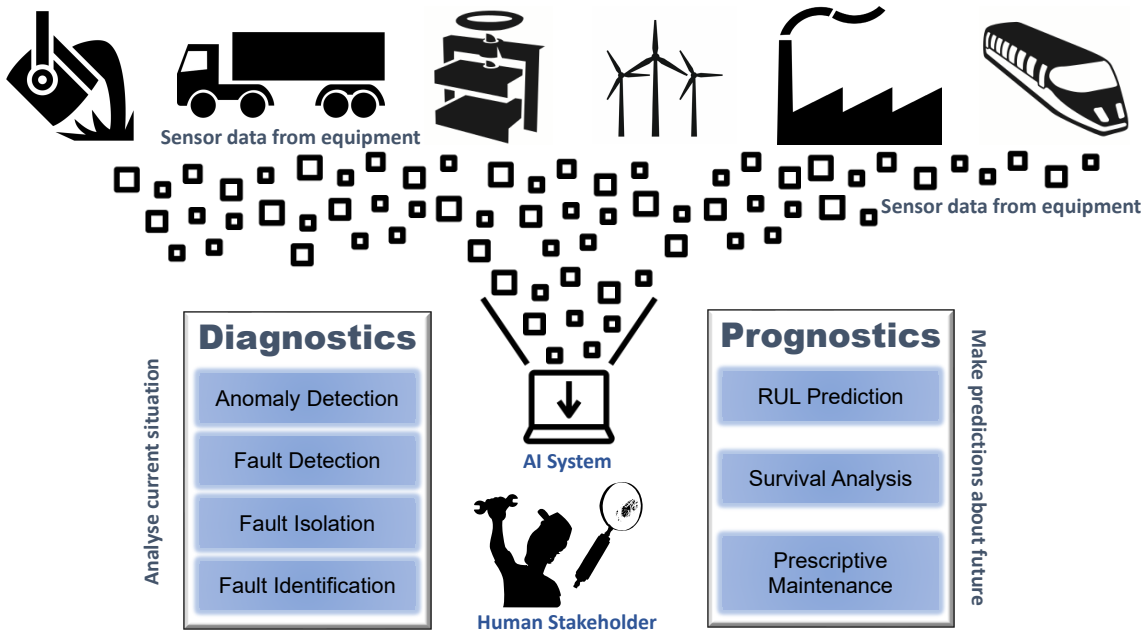 Sensor data from equipment
Sensor data from equipment
Analyse current situation
Diagnostics
Anomaly Detection
Fault Detection
Fault Isolation
Fault Identification
AI System
Human Stakeholder
Prognostics
RUL Prediction
Survival Analysis
Prescriptive
Maintenance
Make predictions about future